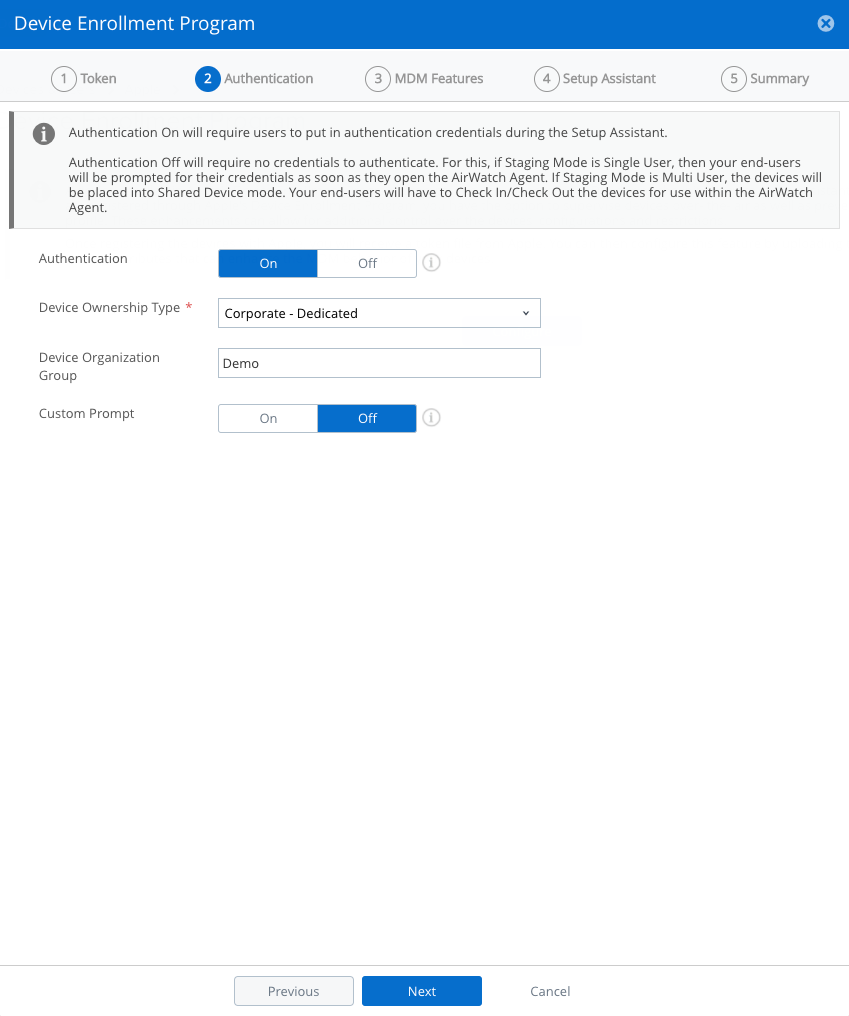 Device Enrollment Program
1 Token
2 Authentication
3 MDM Features
4 Setup Assistant
5 Summary
Authentication On will require users to put in authentication credentials during the Setup Assistant.
Authentication Off will require no credentials to authenticate. For this, if Staging Mode is Single User, then your end-users
will be prompted for their credentials as soon as they open the AirWatch Agent. If Staging Mode is Multi User, the devices will
be placed into Shared Device mode. Your end-users will have to Check In/Check Out the devices for use within the AirWatch
Agent.
Authentication
On Off
Device Ownership Type *
Corporate - Dedicated
Device Organization
Group
Demo
Custom Prompt
On Off
Previous
Next
Cancel